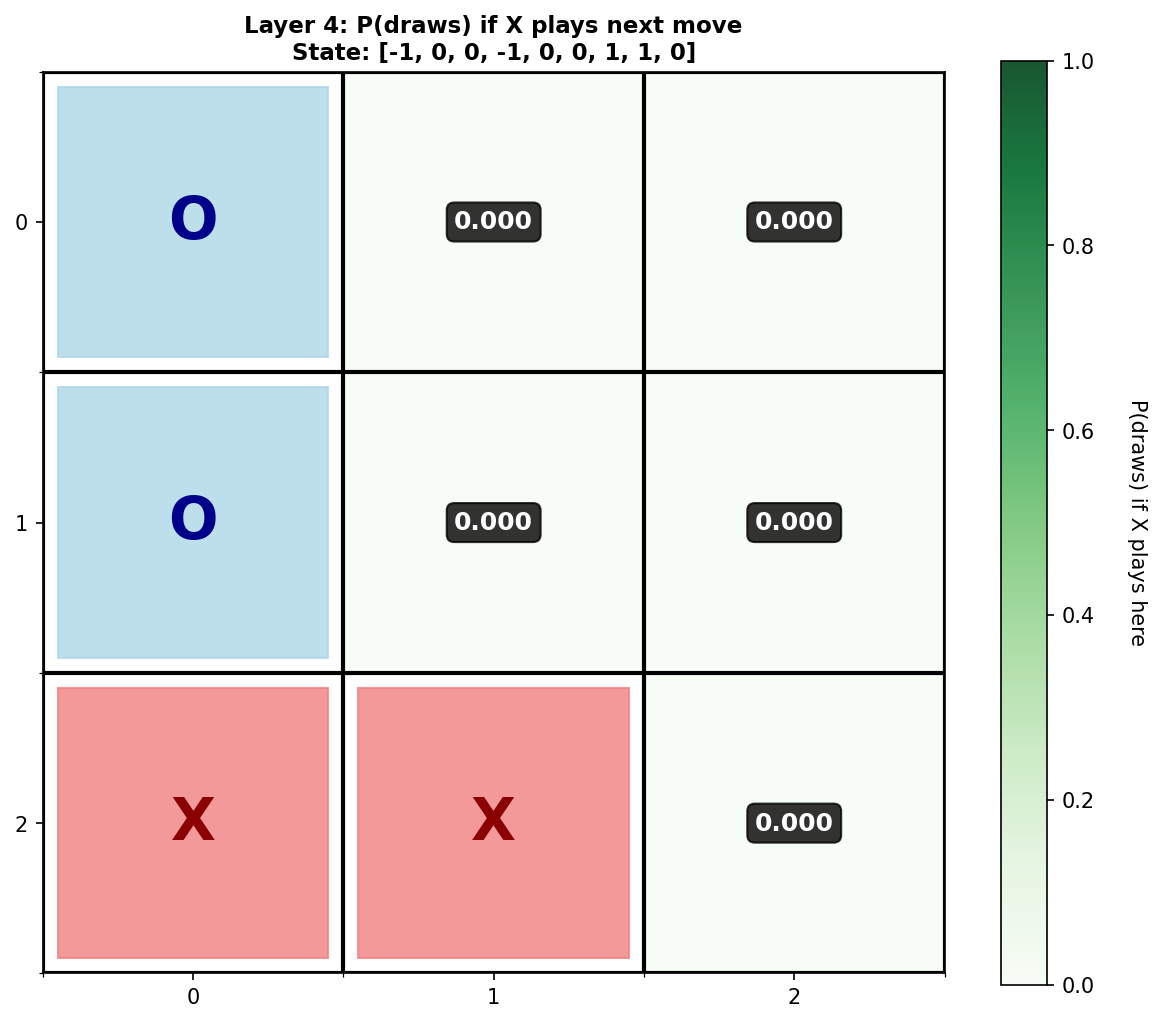 Layer 4: P(draws) if X plays next move
State: [-1, 0, 0, -1, 0, 0, 1, 1, 0]
1.0
0.8
0.6
0.4
0.2
0.0
P(draws) if X plays here
0
O
0.000
0.000
1
O
0.000
0.000
2
X
X
0.000
0
1
2